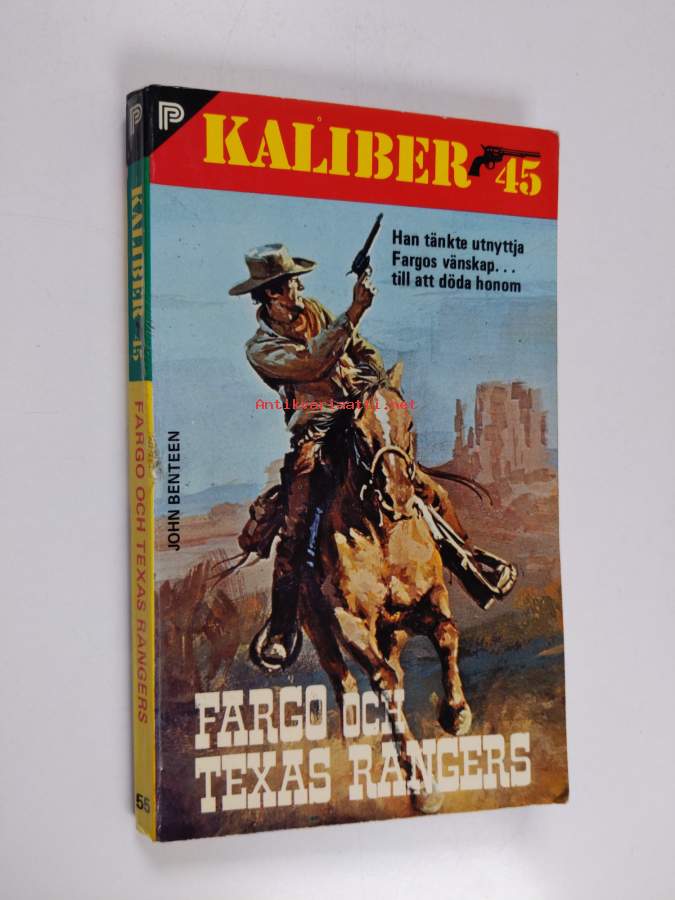 P
KALIBER 45
Han tänkte utnyttja
Fargos vänskap...
till att döda honom
JOHN BENTEEN
FARGO OCH
TEXAS RANGERS
P
KALIBER 45
FARGO OCH TEXAS RANGERS
55
Antikvariaatti.net